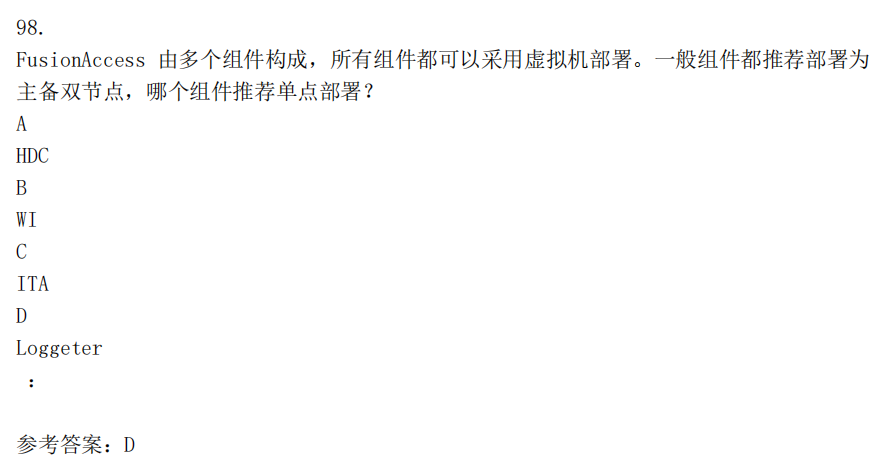 98.
FusionAccess 由多个组件构成，所有组件都可以采用虚拟机部署。一般组件都推荐部署为
主备双节点，哪个组件推荐单点部署？
A
HDC
B
WI
C
ITA
D
Loggeter
：
参考答案：D